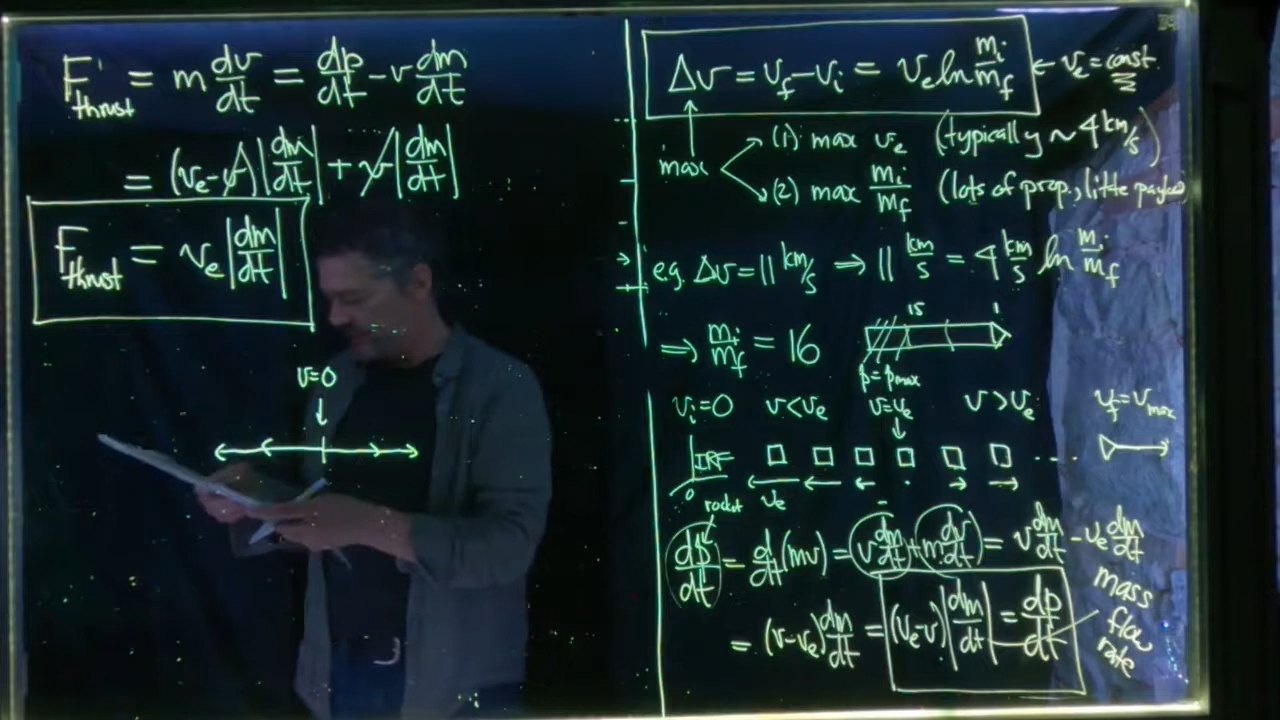 F_thrust = m dv/dt = dp/dt - v dm/dt
= (v_e - v)|dm/dt| + v|dm/dt|
F_thrust = v_e |dm/dt|
v=0
Δv = v_f - v_i = v_e ln m_i/m_f ← v_e = const.
max
(1) max v_e (typically ~ 4 km/s)
(2) max m_i/m_f (lots of prop., little payload)
e.g. Δv = 11 km/s ⇒ 11 km/s = 4 km/s ln m_i/m_f
⇒ m_i/m_f = 16
15 1
p = p_max
v_i=0 v<v_e v=v_e v>v_e v_f=v_max
IRF
0 v_e
rocket
dp/dt = d/dt(mv) = v dm/dt + m dv/dt = v dm/dt - v_e dm/dt
= (v-v_e) dm/dt = (v_e-v)|dm/dt| = dp/dt
mass
flow
rate